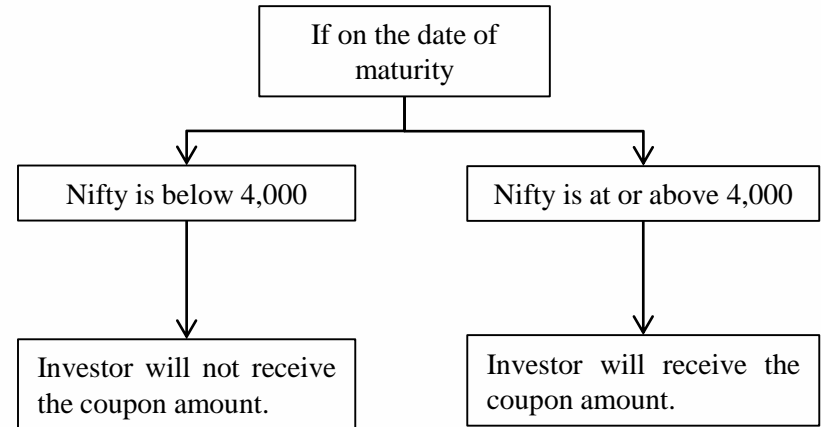 If on the date of
maturity
Nifty is below 4,000
Nifty is at or above 4,000
Investor will not receive
the coupon amount.
Investor will receive the
coupon amount.